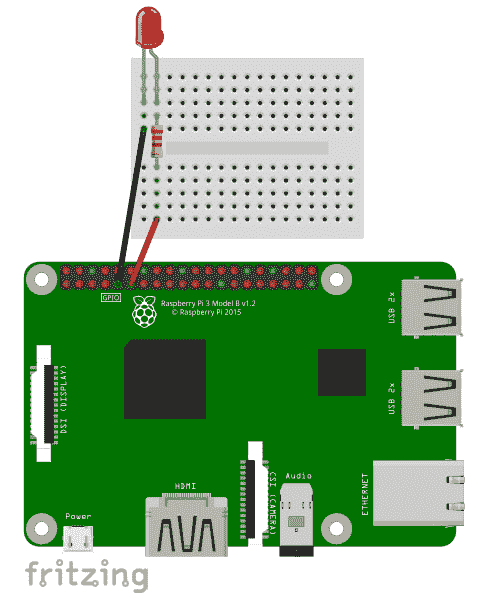 GPIO
Raspberry Pi 3 Model B v1.2
© Raspberry Pi 2015
USB 2x
DSI (DISPLAY)
USB 2x
HDMI
CSI (CAMERA)
Audio
ETHERNET
Power
fritzing